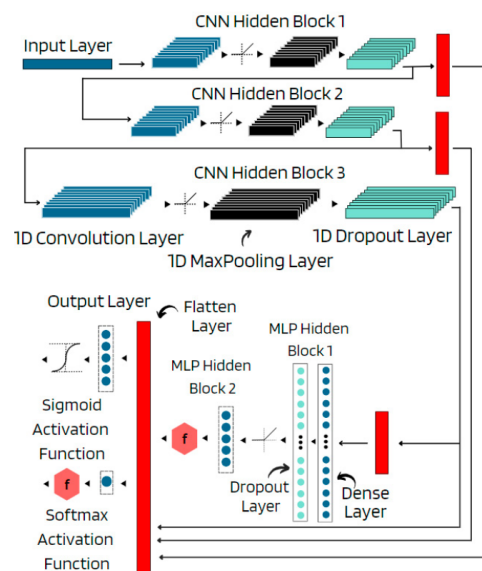 CNN Hidden Block 1
Input Layer
CNN Hidden Block 2
CNN Hidden Block 3
1D Convolution Layer
1D Dropout Layer
1D MaxPooling Layer
Output Layer
Flatten
Layer
MLP Hidden
Block 1
MLP Hidden
Block 2
Sigmoid
Activation
Function
f
f
Dropout
Layer
Dense
Layer
Softmax
Activation
Function